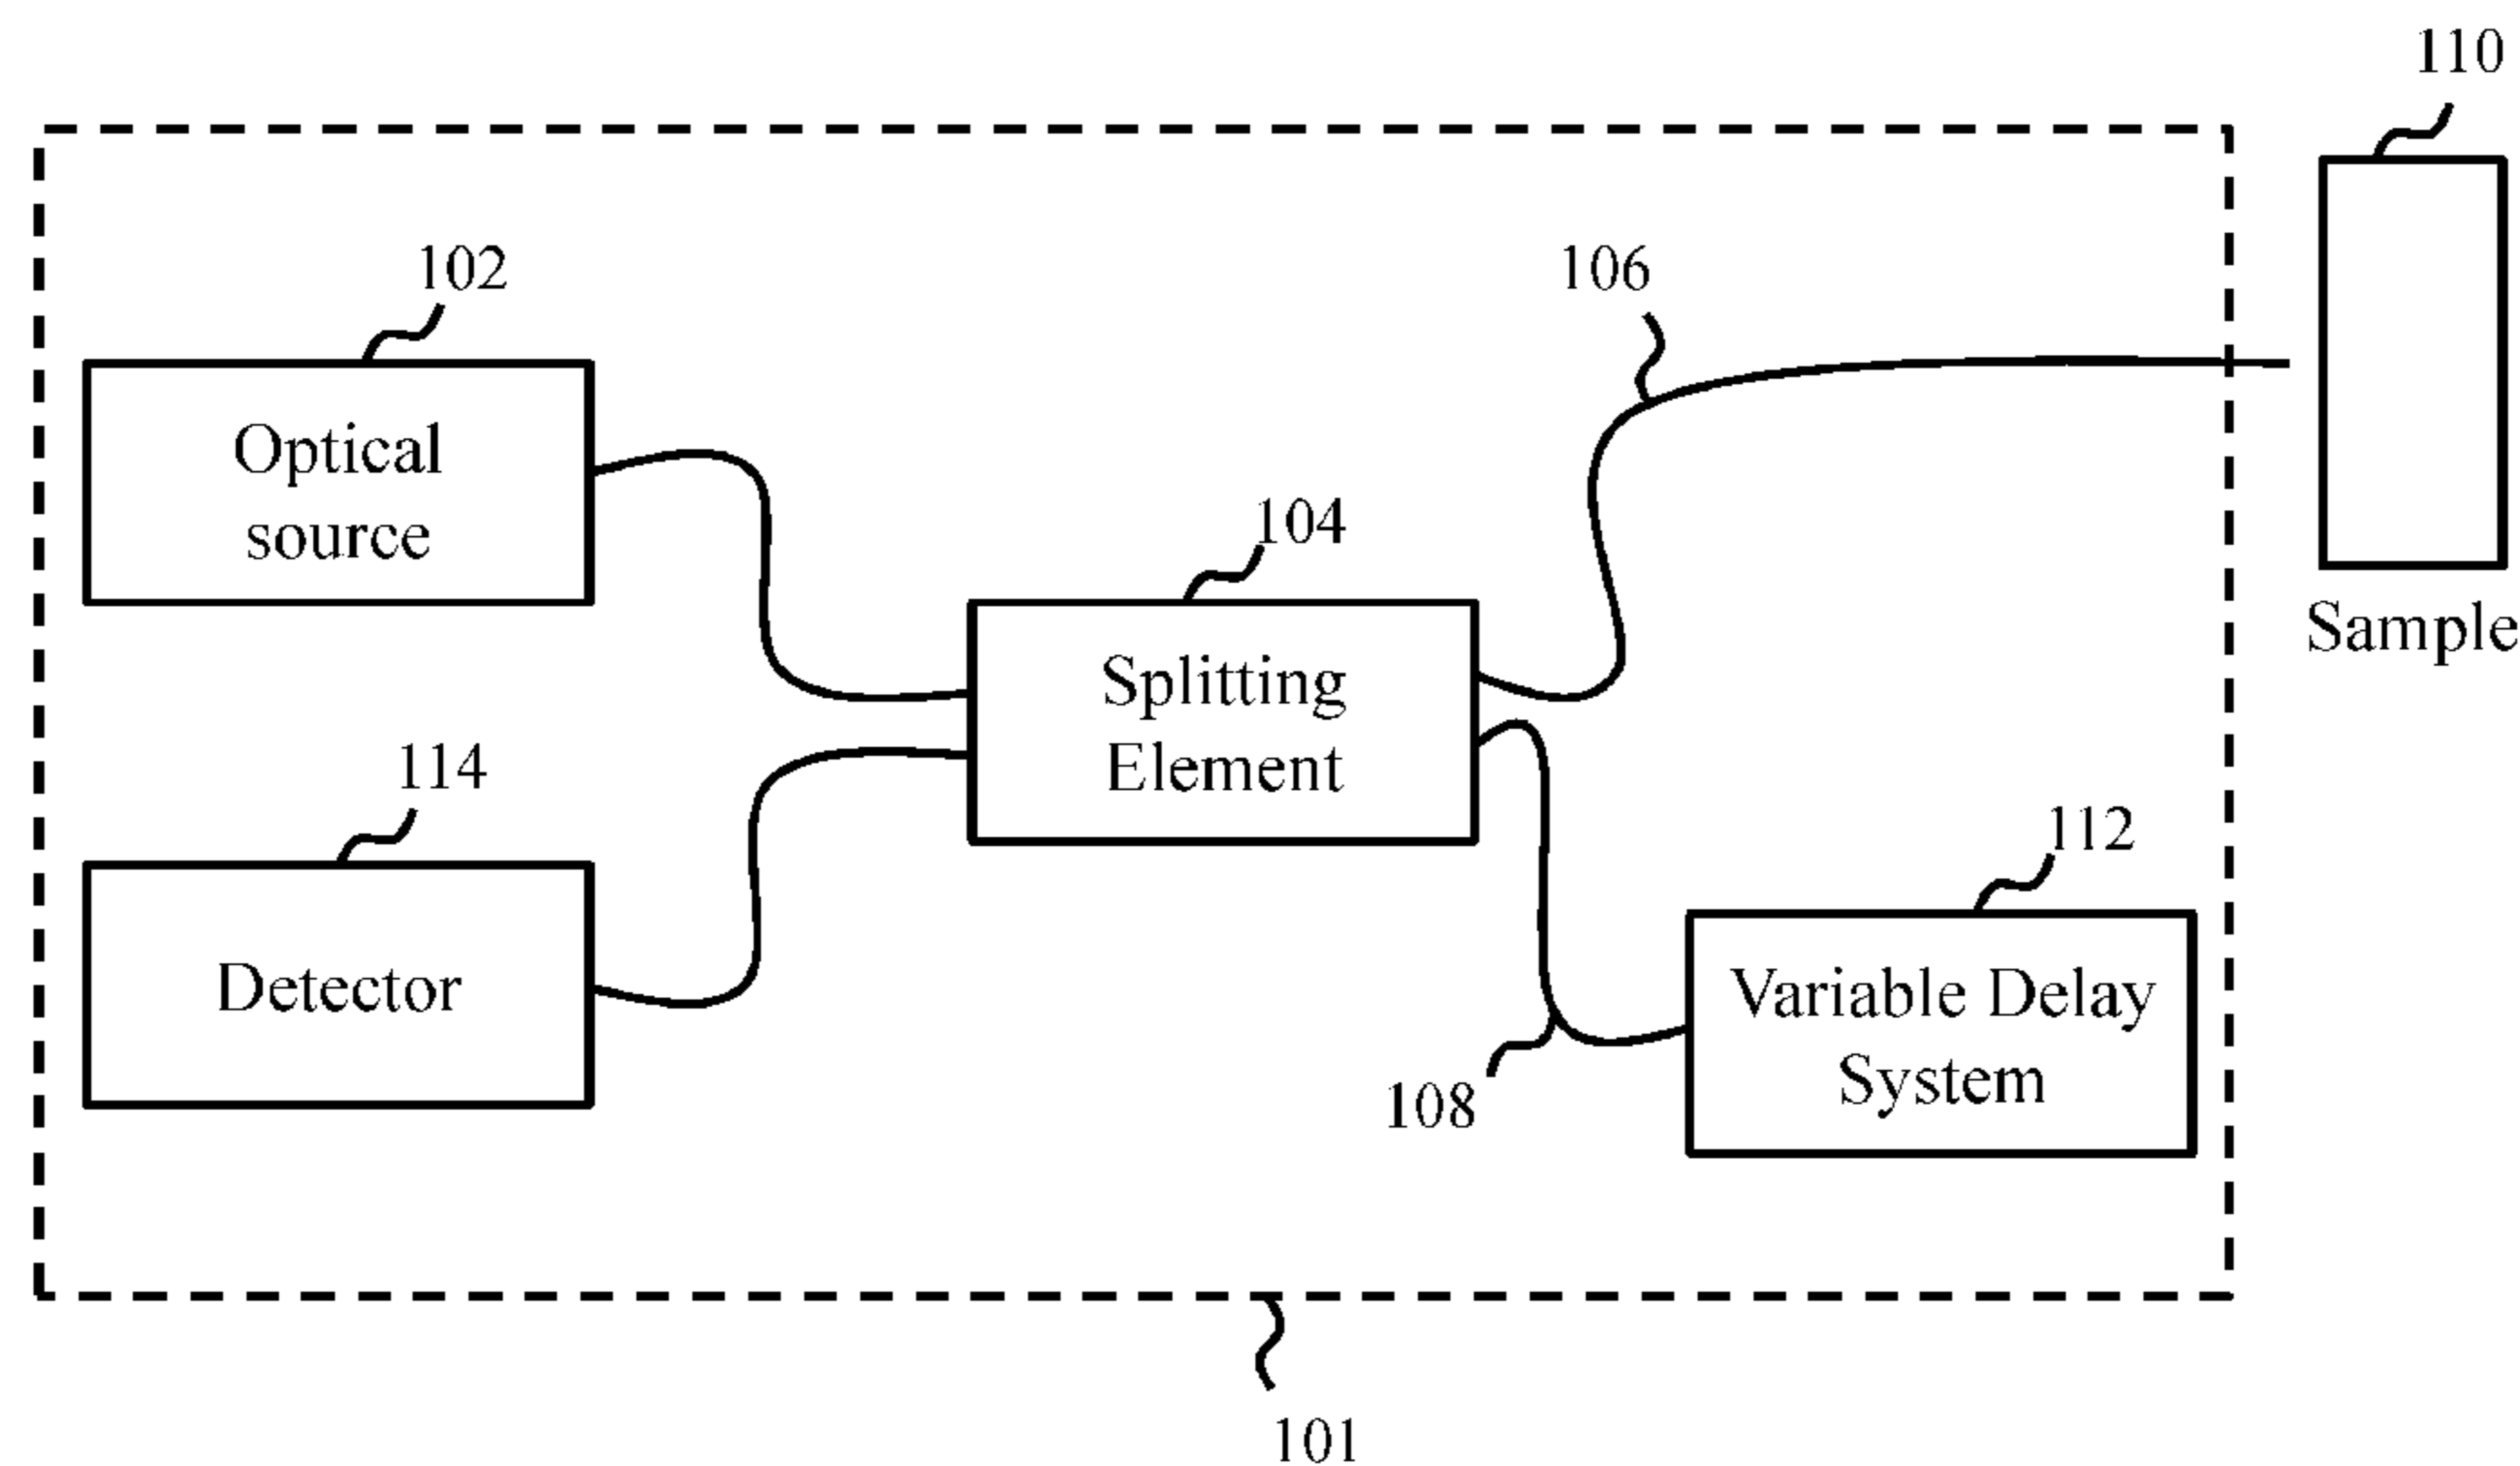 110
102
106
Optical
source
104
Sample
Splitting
Element
114
112
Detector
Variable Delay
System
108
101